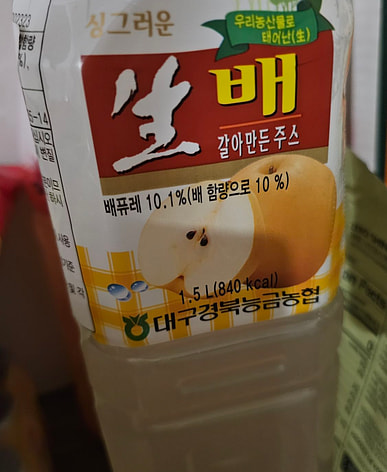 싱그러운
우리농산물로
태어난(生)
生배
갈아만든 주스
배퓨레 10.1%(배 함량으로 10 %)
1.5 L(840 kcal)
대구경북능금농협